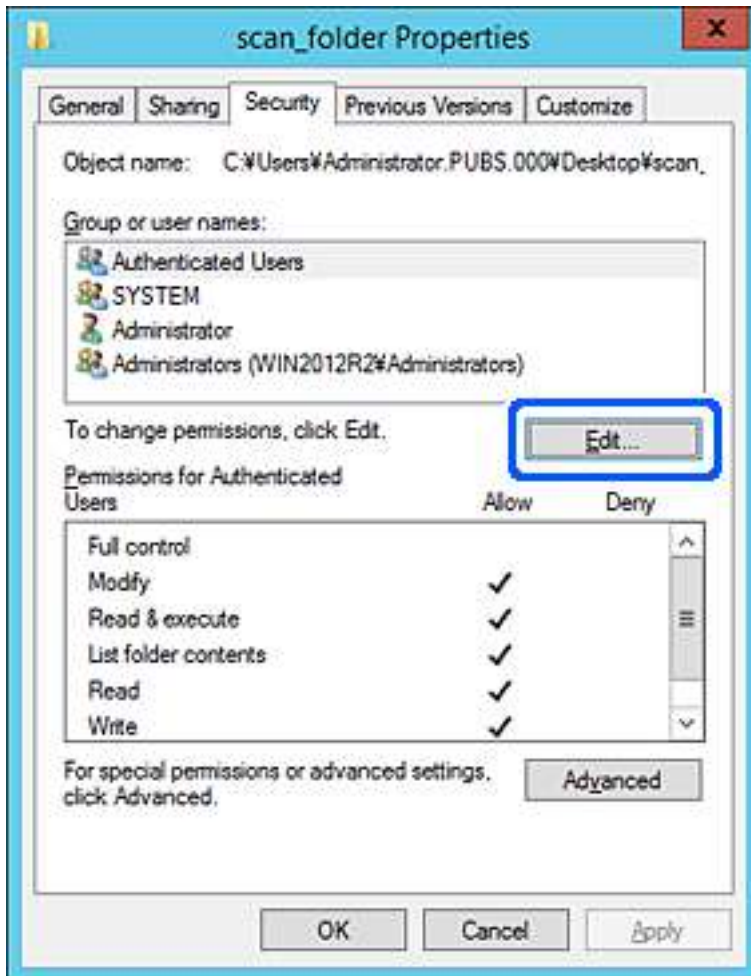 scan_folder Properties
x
General Sharing Security Previous Versions Customize
Object name: C:¥Users¥Administrator.PUBS.000¥Desktop¥scan_
Group or user names:
Authenticated Users
SYSTEM
Administrator
Administrators (WIN2012R2¥Administrators)
To change permissions, click Edit.
Edit...
Permissions for Authenticated
Users Allow Deny
Full control
Modify
Read & execute
List folder contents
Read
Write
For special permissions or advanced settings,
click Advanced.
Advanced
OK Cancel Apply